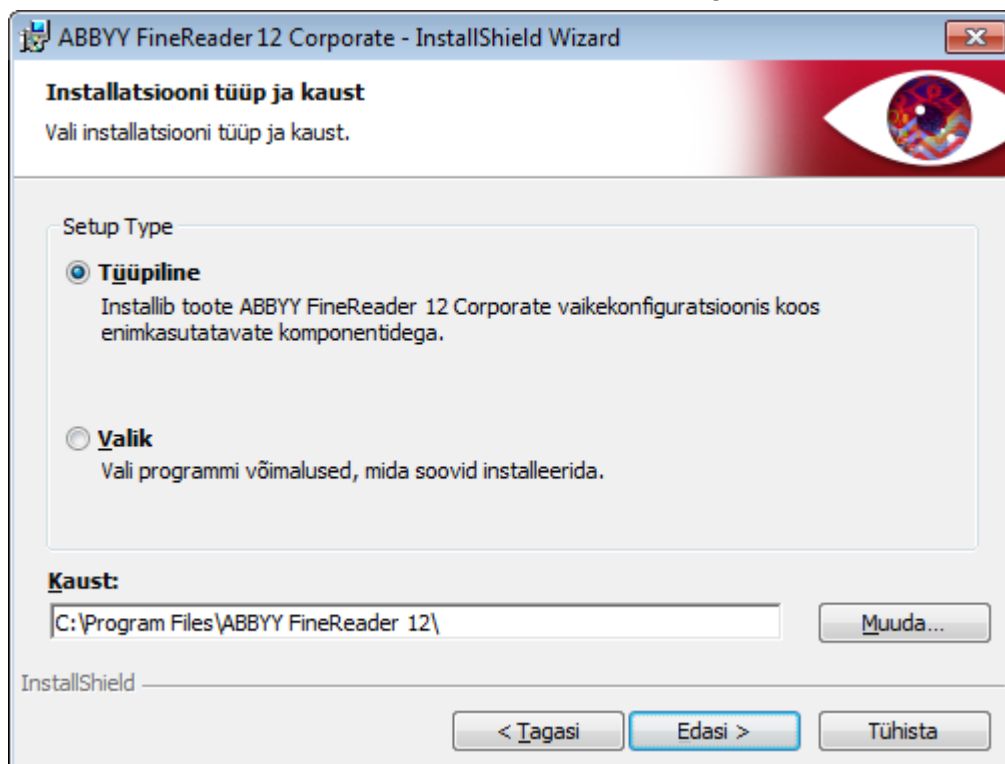 ABBYY FineReader 12 Corporate - InstallShield Wizard
Installatsiooni tüüp ja kaust
Vali installatsiooni tüüp ja kaust.
Setup Type
Tüüpiline
Installib toote ABBYY FineReader 12 Corporate vaikekonfiguratsioonis koos
enimkasutatavate komponentidega.
Valik
Vali programmi võimalused, mida soovid installeerida.
Kaust:
C:\Program Files\ABBYY FineReader 12\
Muuda...
InstallShield
< Tagasi
Edasi >
Tühista